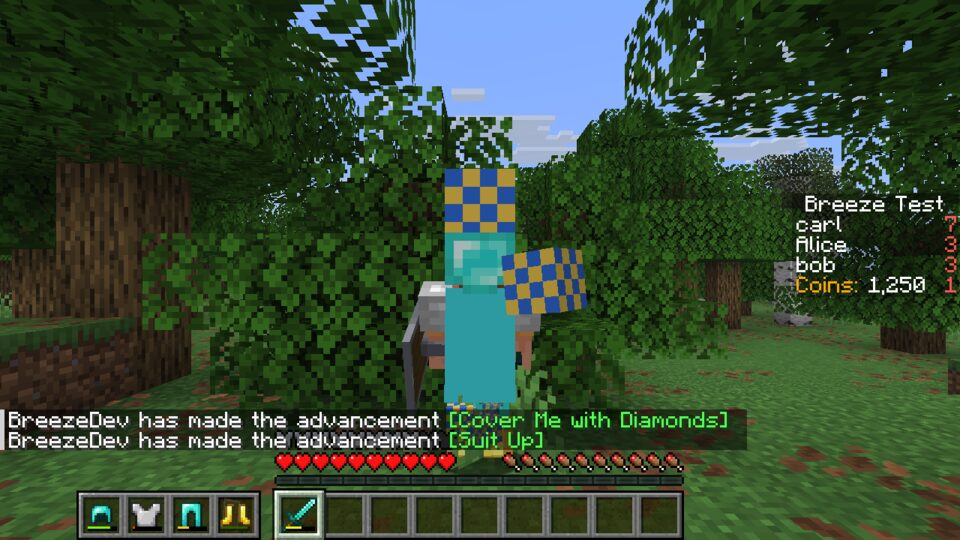 Breeze Test
carl 7
Alice 3
bob 3
Coins: 1,250 1
BreezeDev has made the advancement [Cover Me with Diamonds]
BreezeDev has made the advancement [Suit Up]